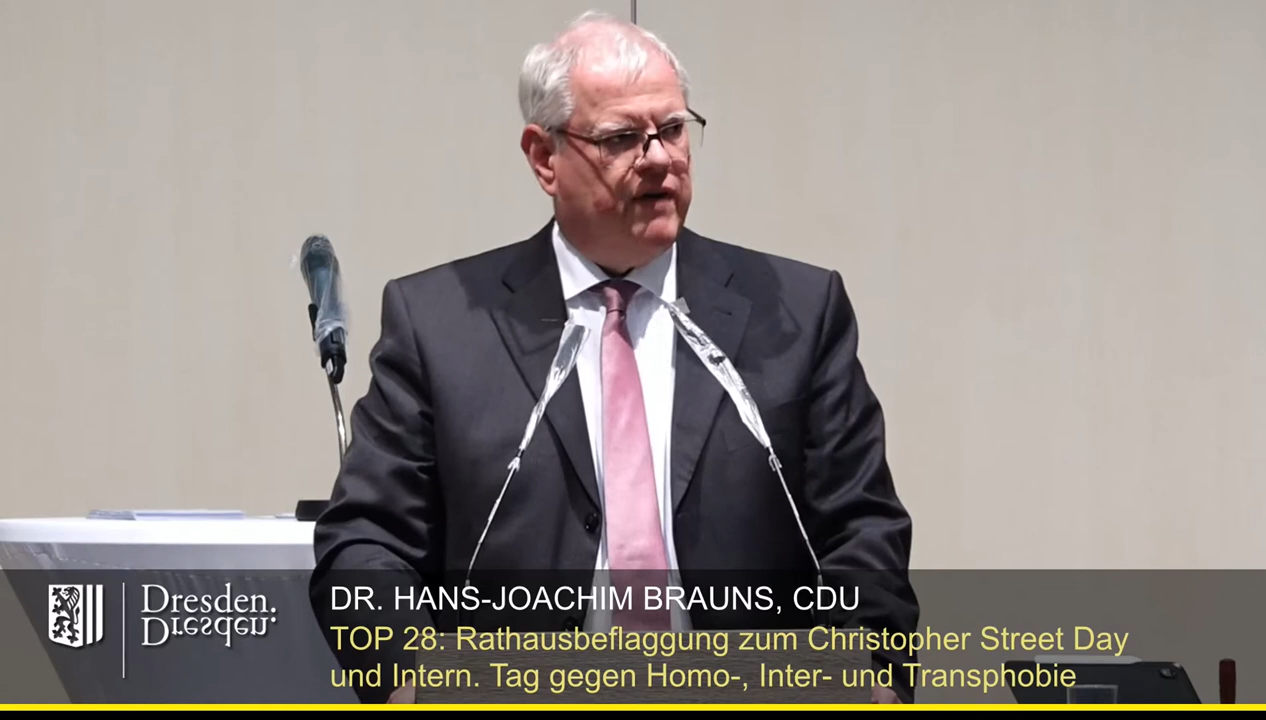 Dresden.
Dresden.
DR. HANS-JOACHIM BRAUNS, CDU
TOP 28: Rathausbeflaggung zum Christopher Street Day
und Intern. Tag gegen Homo-, Inter- und Transphobie